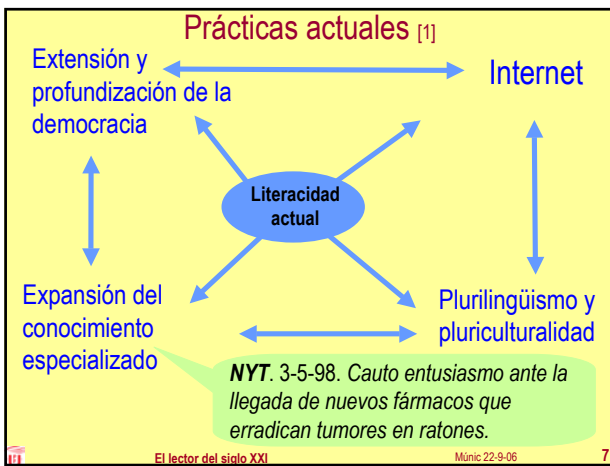 Prácticas actuales [1]
Extensión y
profundización de la
democracia
Internet
Literacidad
actual
Expansión del
conocimiento
especializado
Plurilingüismo y
pluriculturalidad
NYT. 3-5-98. Cauto entusiasmo ante la
llegada de nuevos fármacos que
erradican tumores en ratones.
El lector del siglo XXI
Múnic 22-9-06
7